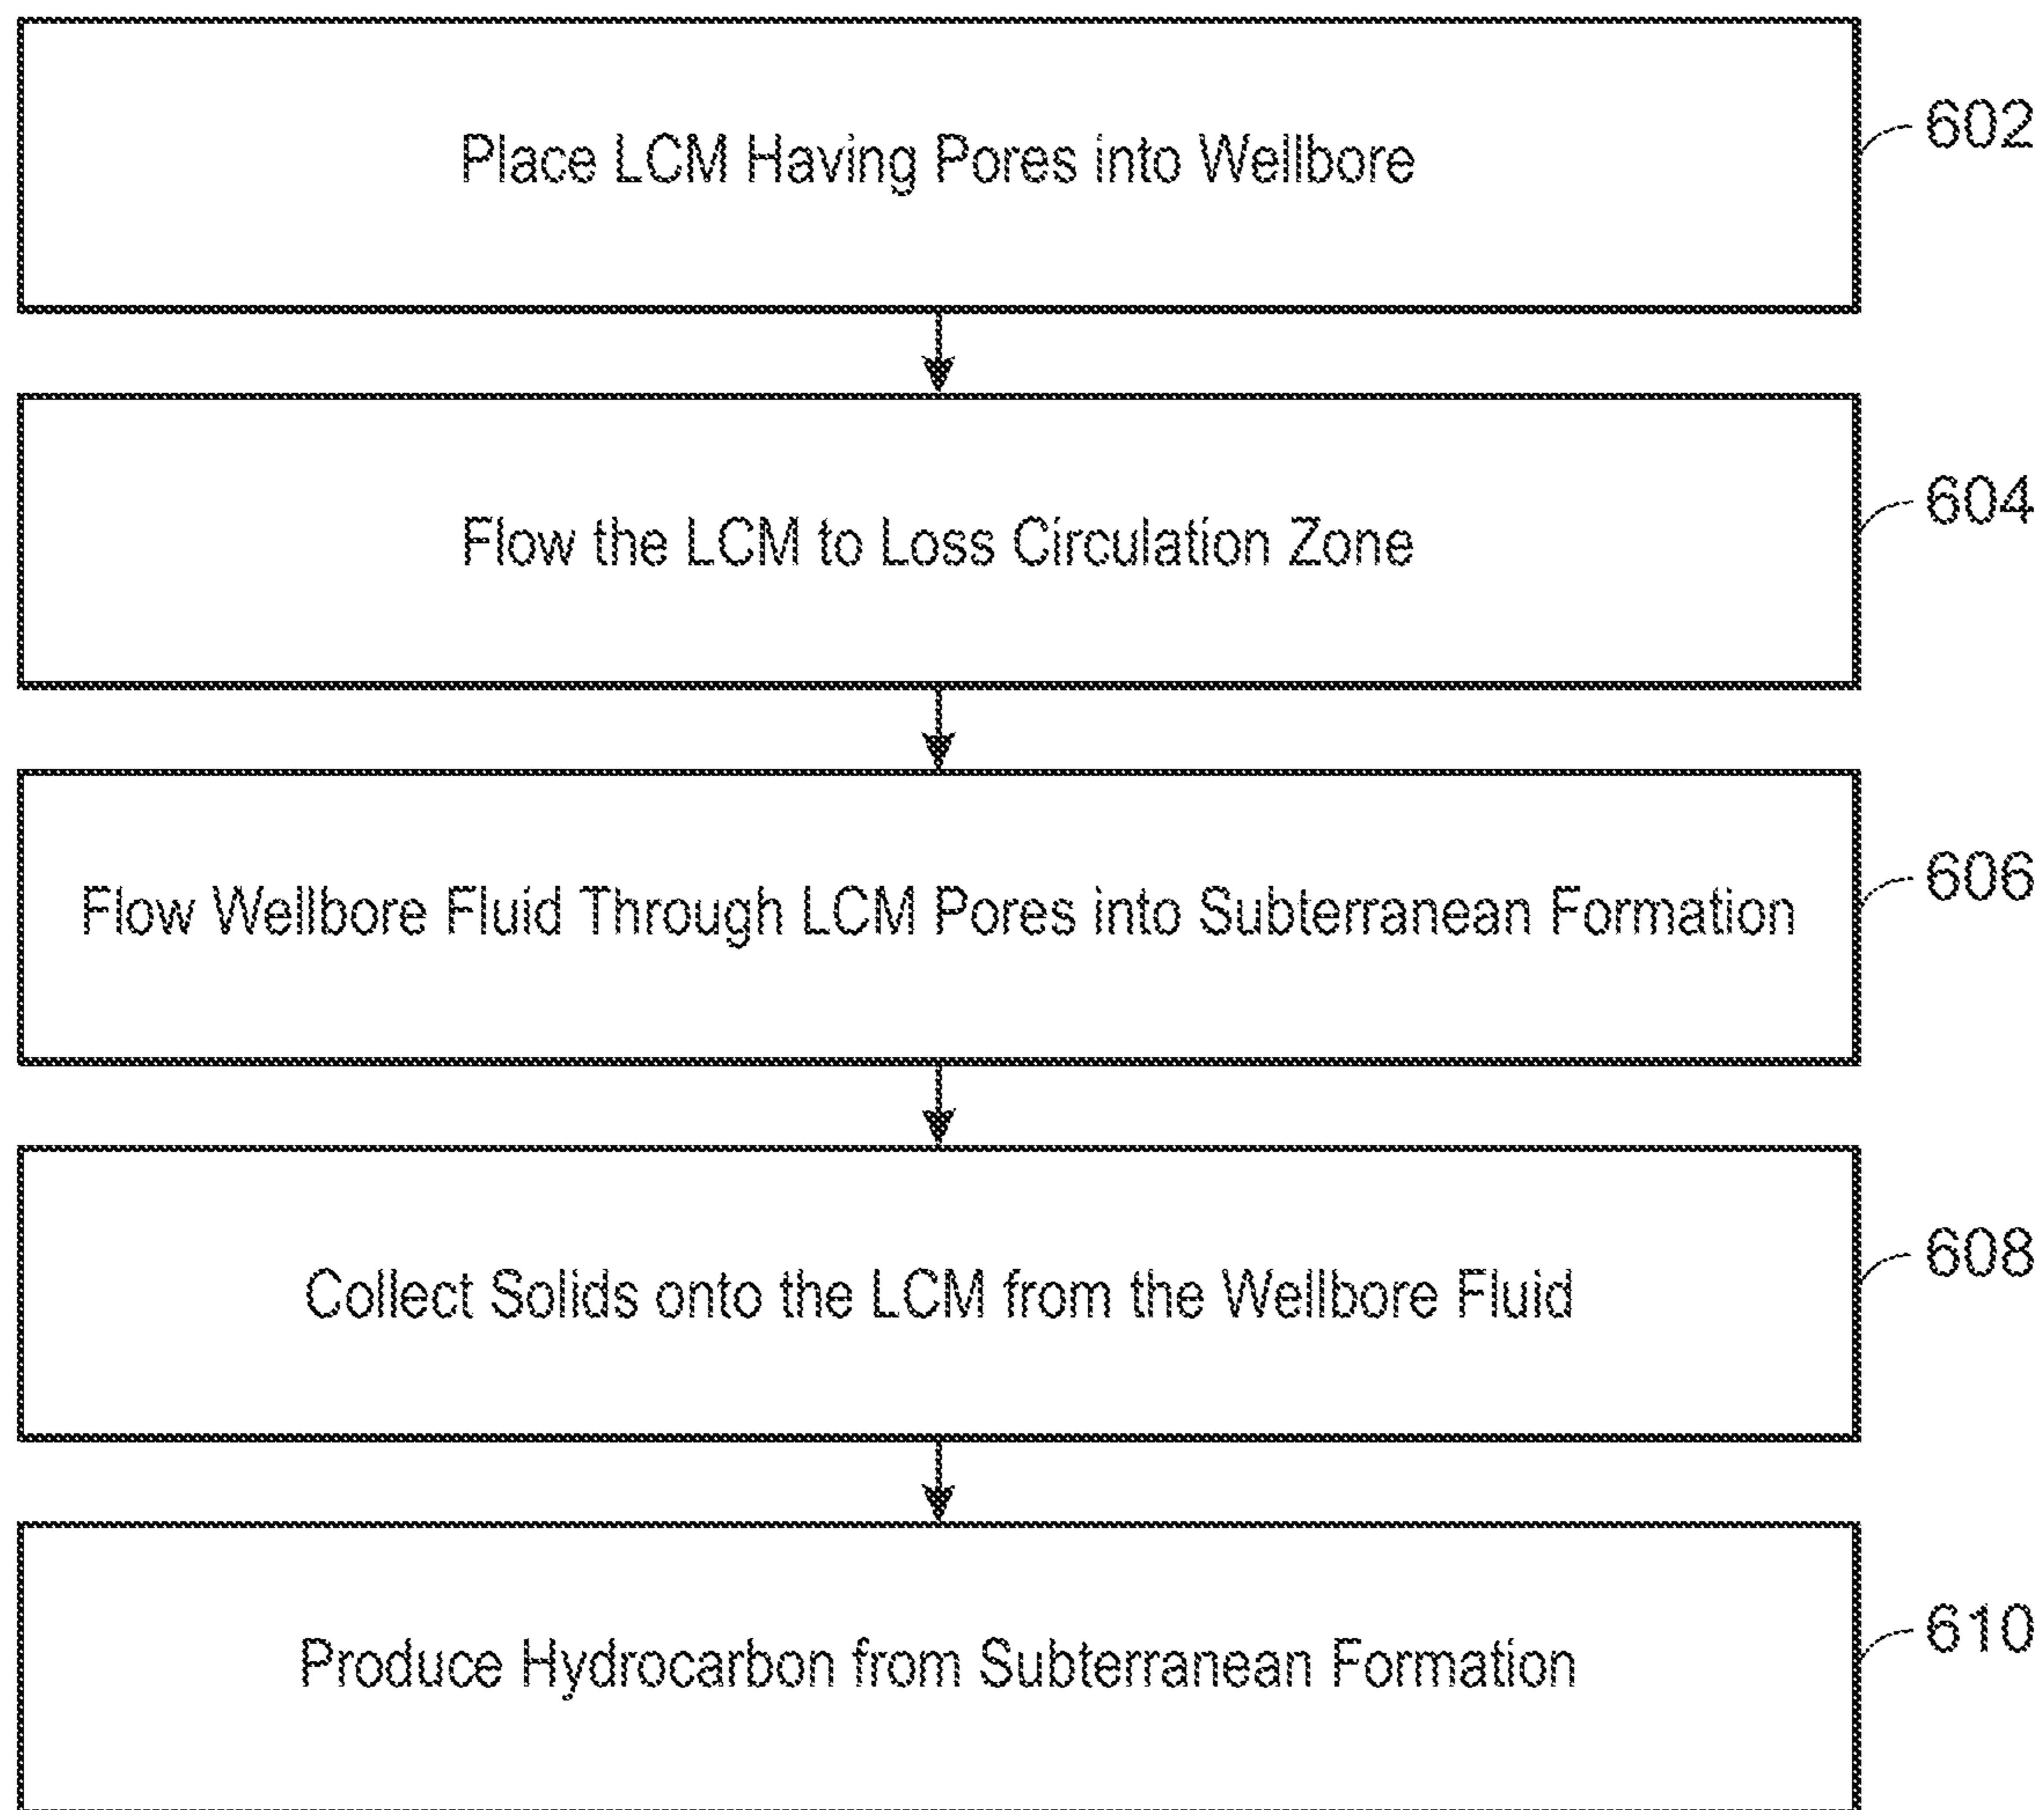 Place LCM Having Pores into Wellbore
602
Flow the LCM to Loss Circulation Zone
604
Flow Wellbore Fluid Through LCM Pores into Subterranean Formation
606
Collect Solids onto the LCM from the Wellbore Fluid
608
Produce Hydrocarbon from Subterranean Formation
610